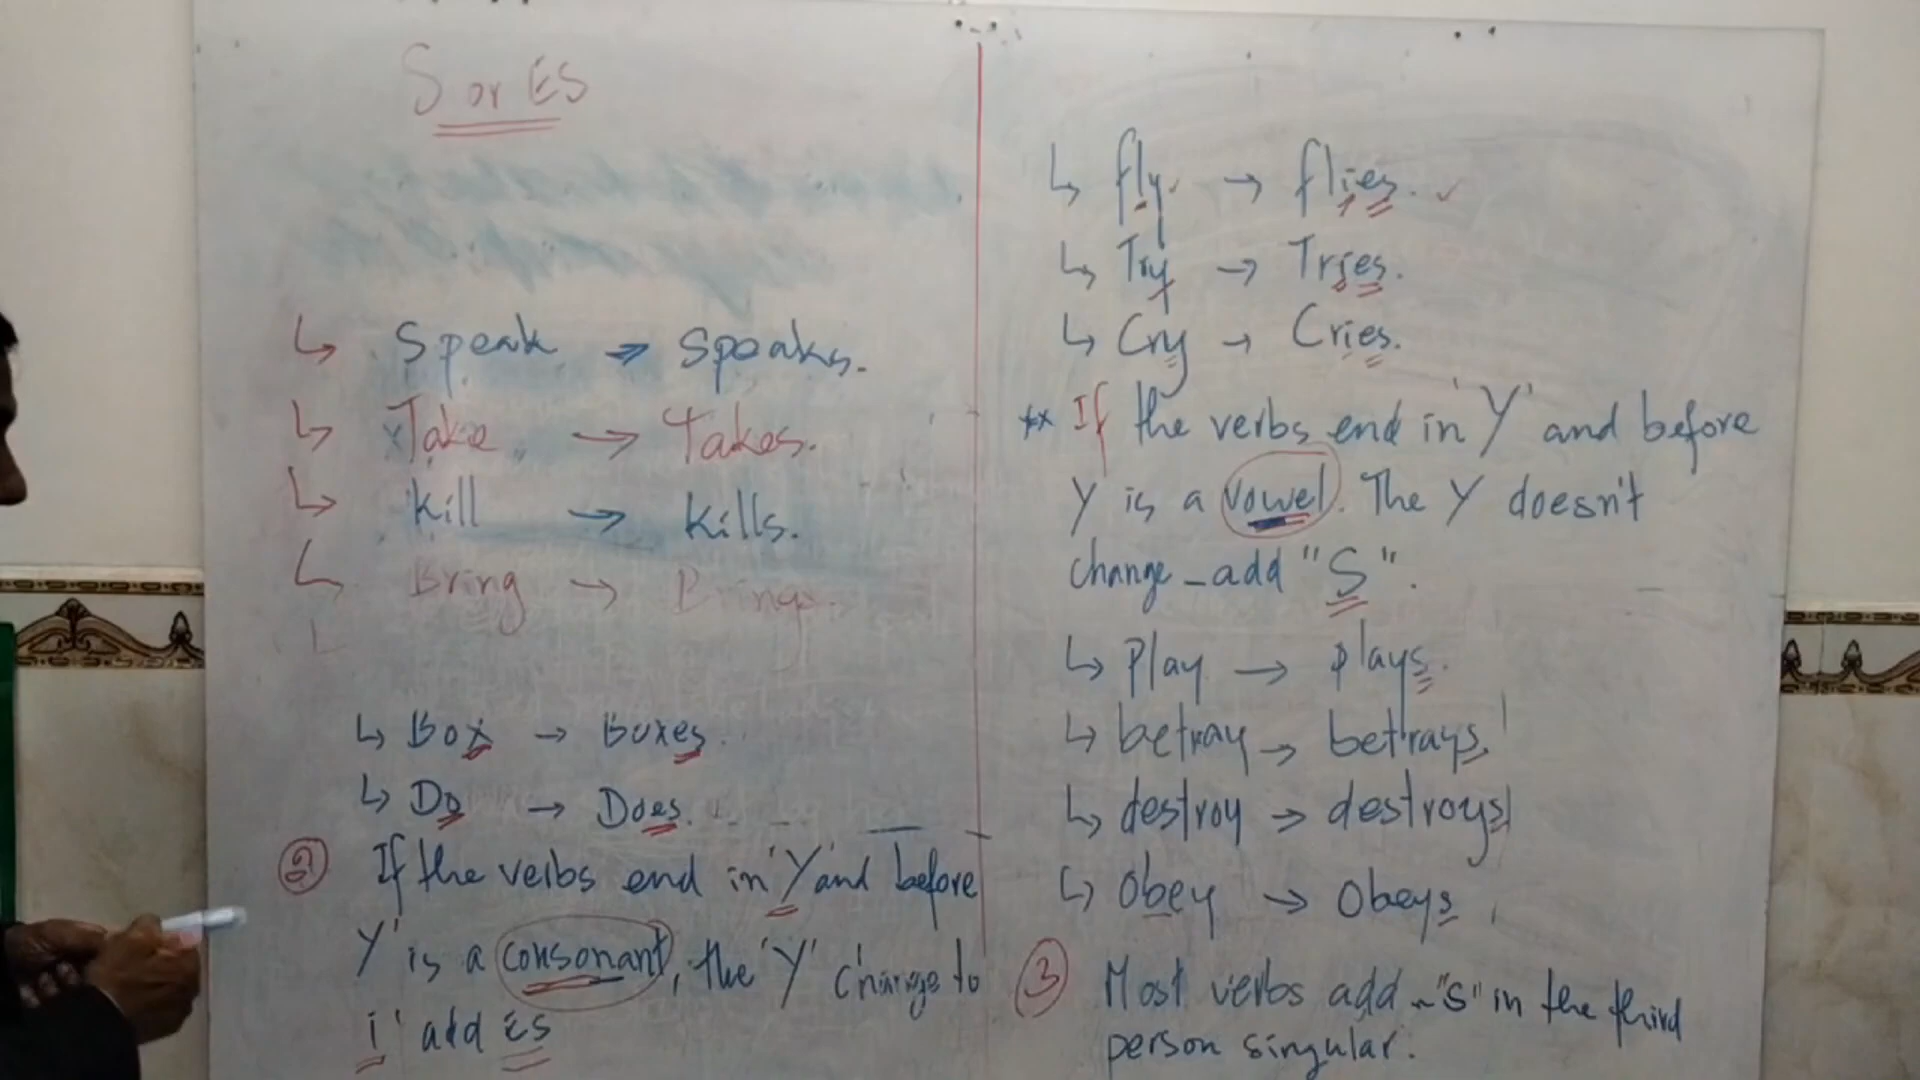 S or ES
↳ Speak → Speaks.
↳ Take → Takes.
↳ Kill → Kills.
↳ Bring → Brings.
↳ Box → Boxes.
↳ Do → Does.
② If the verbs end in 'Y' and before
'Y' is a consonant, the 'Y' change to
'i' add ES
↳ fly → flies. ✓
↳ Try → Tries.
↳ Cry → Cries.
** If the verbs end in 'Y' and before
Y is a vowel. The Y doesn't
change - add "S".
↳ Play → plays.
↳ betray → betrays.
↳ destroy → destroys
↳ Obey → Obeys
③ Most verbs add - "S" in the third
person singular.